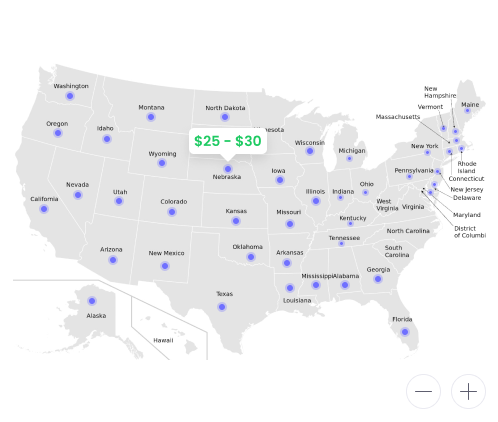 Washington
Montana
North Dakota
Oregon
Idaho
$25 – $30
esota
Wyoming
Nebraska
Wisconsin
Michigan
New
Hampshire
Maine
Vermont
Massachusetts
New York
Rhode
Island
Connecticut
Pennsylvania
New Jersey
Delaware
Maryland
District
of Columbi
California
Nevada
Utah
Colorado
Kansas
Iowa
Illinois
Indiana
Ohio
Missouri
Kentucky
West
Virginia
Virginia
Tennessee
North Carolina
South
Carolina
Arizona
New Mexico
Oklahoma
Arkansas
Mississippi
Alabama
Georgia
Texas
Louisiana
Florida
Alaska
Hawaii